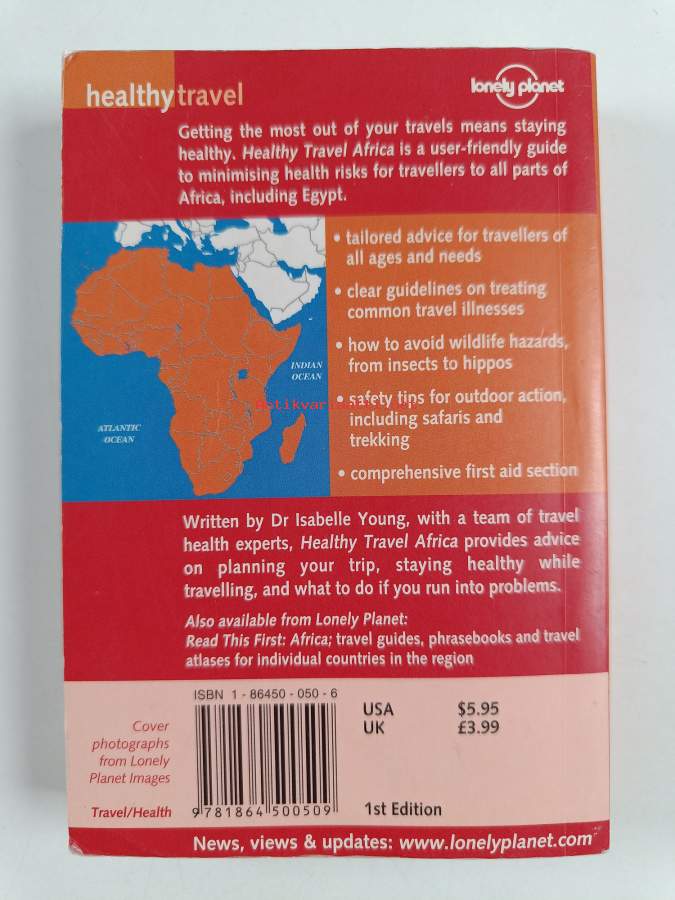 healthy travel
lonely planet
Getting the most out of your travels means staying
healthy. Healthy Travel Africa is a user-friendly guide
to minimising health risks for travellers to all parts of
Africa, including Egypt.
• tailored advice for travellers of
all ages and needs
• clear guidelines on treating
common travel illnesses
• how to avoid wildlife hazards,
from insects to hippos
• safety tips for outdoor action,
including safaris and
trekking
• comprehensive first aid section
INDIAN
OCEAN
ATLANTIC
OCEAN
Written by Dr Isabelle Young, with a team of travel
health experts, Healthy Travel Africa provides advice
on planning your trip, staying healthy while
travelling, and what to do if you run into problems.
Also available from Lonely Planet:
Read This First: Africa; travel guides, phrasebooks and travel
atlases for individual countries in the region
ISBN 1 - 86450 - 050 - 6
9 781864 500509
Cover
photographs
from Lonely
Planet Images
Travel/Health
USA $5.95
UK £3.99
1st Edition
News, views & updates: www.lonelyplanet.com